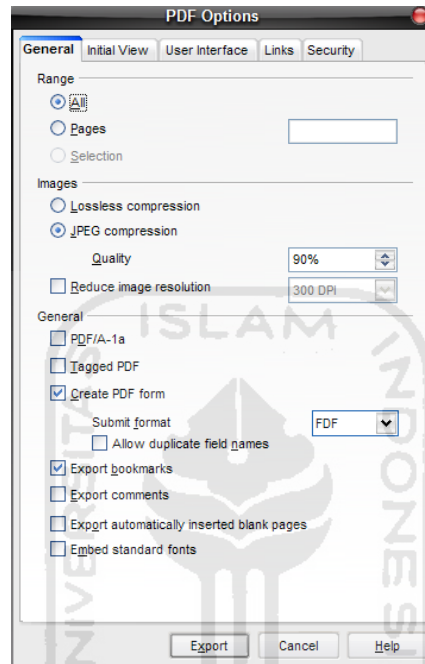 PDF Options
General Initial View User Interface Links Security
Range
All
Pages
Selection
Images
Lossless compression
JPEG compression
Quality 90%
Reduce image resolution 300 DPI
General
PDF/A-1a
Tagged PDF
Create PDF form
Submit format FDF
Allow duplicate field names
Export bookmarks
Export comments
Export automatically inserted blank pages
Embed standard fonts
Export Cancel Help
ISLAM